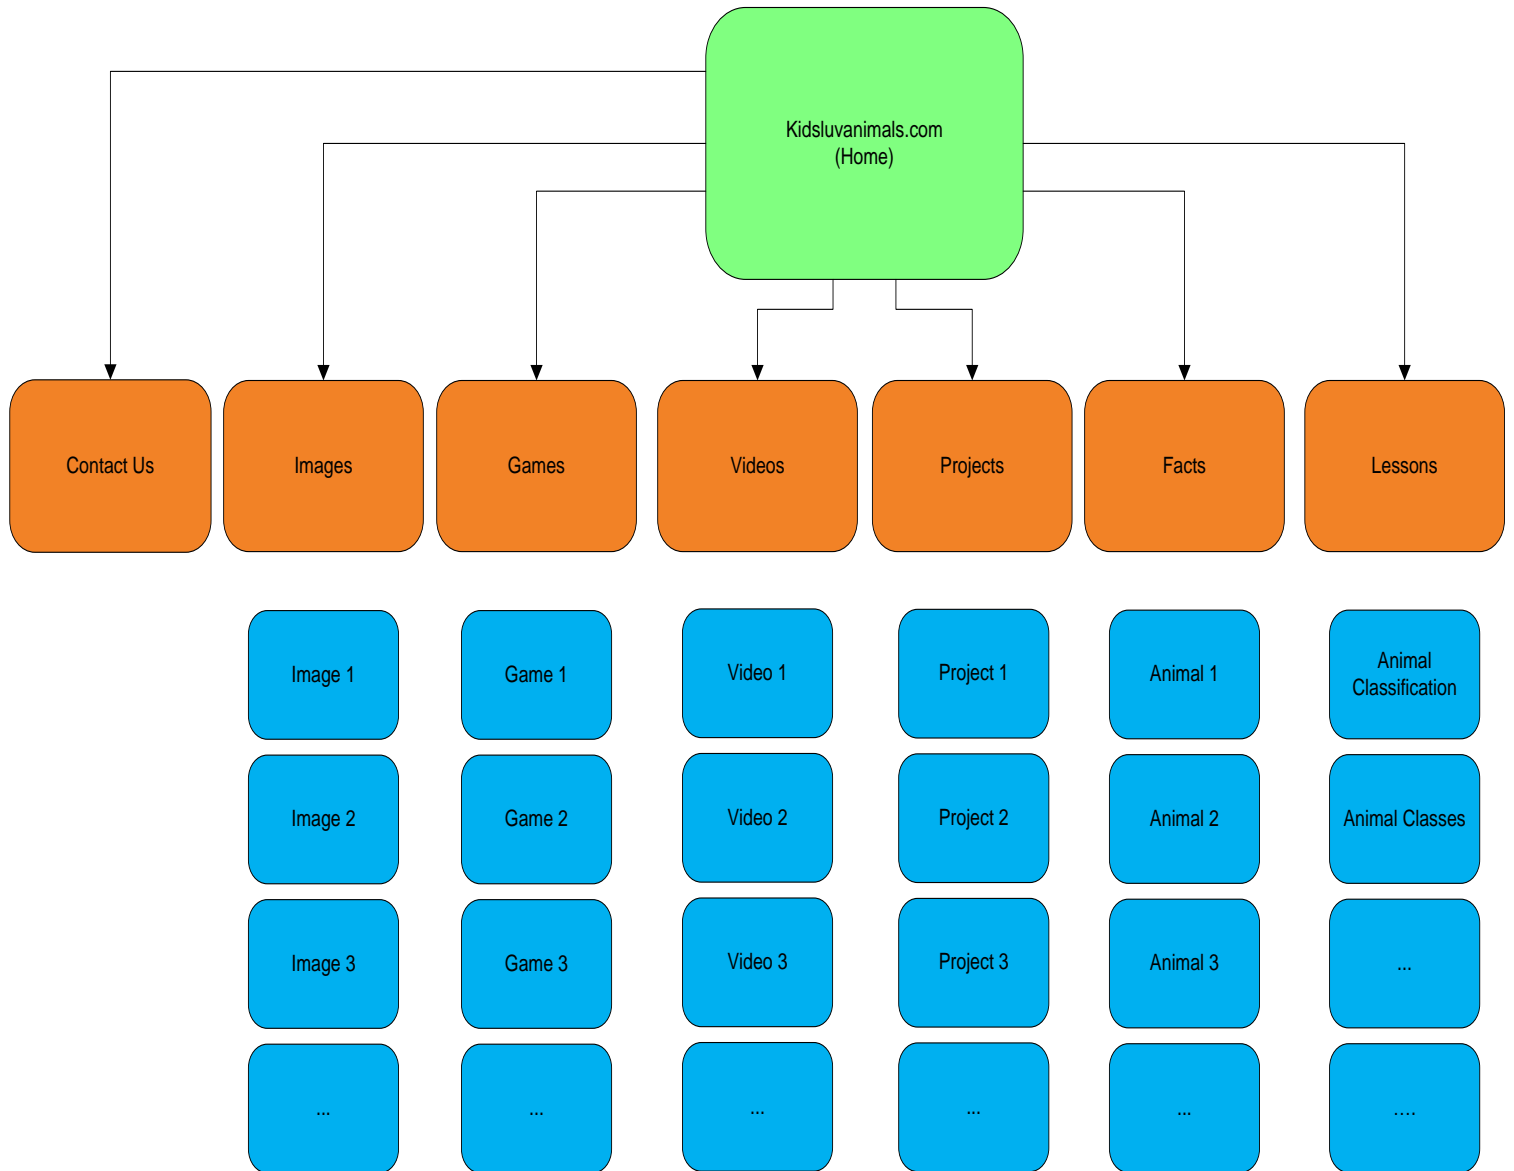 Kidsluvanimals.com
(Home)
Contact Us
Images
Games
Videos
Projects
Facts
Lessons
Image 1
Game 1
Video 1
Project 1
Animal 1
Animal
Classification
Image 2
Game 2
Video 2
Project 2
Animal 2
Animal Classes
Image 3
Game 3
Video 3
Project 3
Animal 3
...
...
...
...
...
...
....